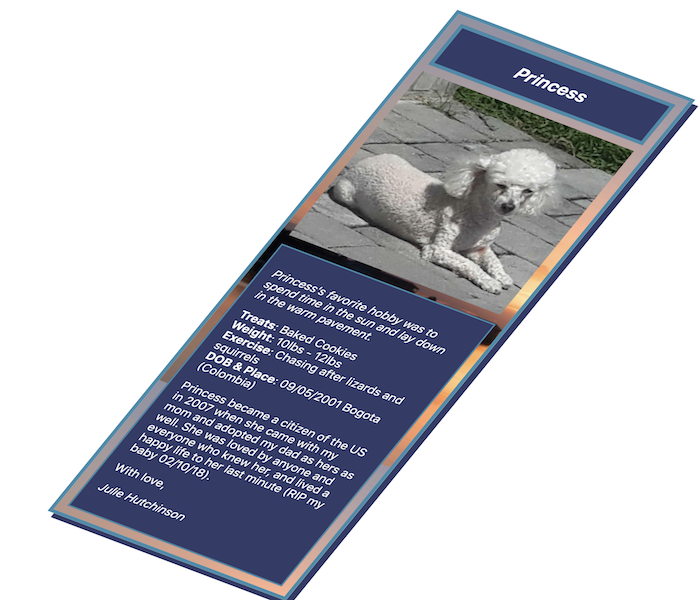 Princess
Princess's favorite hobby was to
spend time in the sun and lay down
in the warm pavement.
Treats: Baked Cookies
Weight: 10lbs - 12lbs
Exercise: Chasing after lizards and
squirrels
DOB & Place: 09/05/2001 Bogota
(Colombia)
Princess became a citizen of the US
in 2007 when she came with my
mom and adopted my dad as hers as
well. She was loved by anyone and
everyone who knew her, and lived a
happy life to her last minute (RIP my
baby 02/10/18).
With love,
Julie Hutchinson